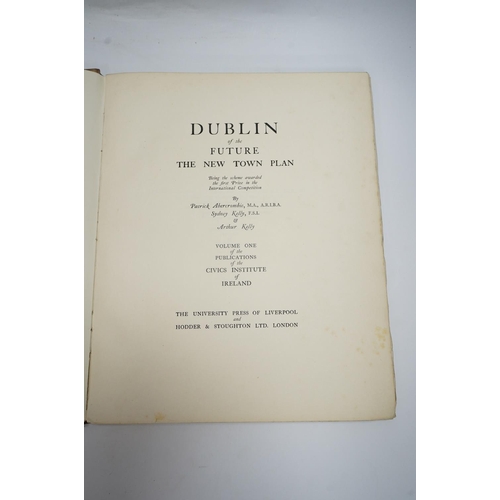 DUBLIN
of the
FUTURE
THE NEW TOWN PLAN
Being the scheme awarded
the first Prize in the
International Competition
By
Patrick Abercrombie, M.A., A.R.I.B.A.
Sydney Kelly, F.S.I.
&
Arthur Kelly
VOLUME ONE
of the
PUBLICATIONS
of the
CIVICS INSTITUTE
of
IRELAND
THE UNIVERSITY PRESS OF LIVERPOOL
and
HODDER & STOUGHTON LTD. LONDON